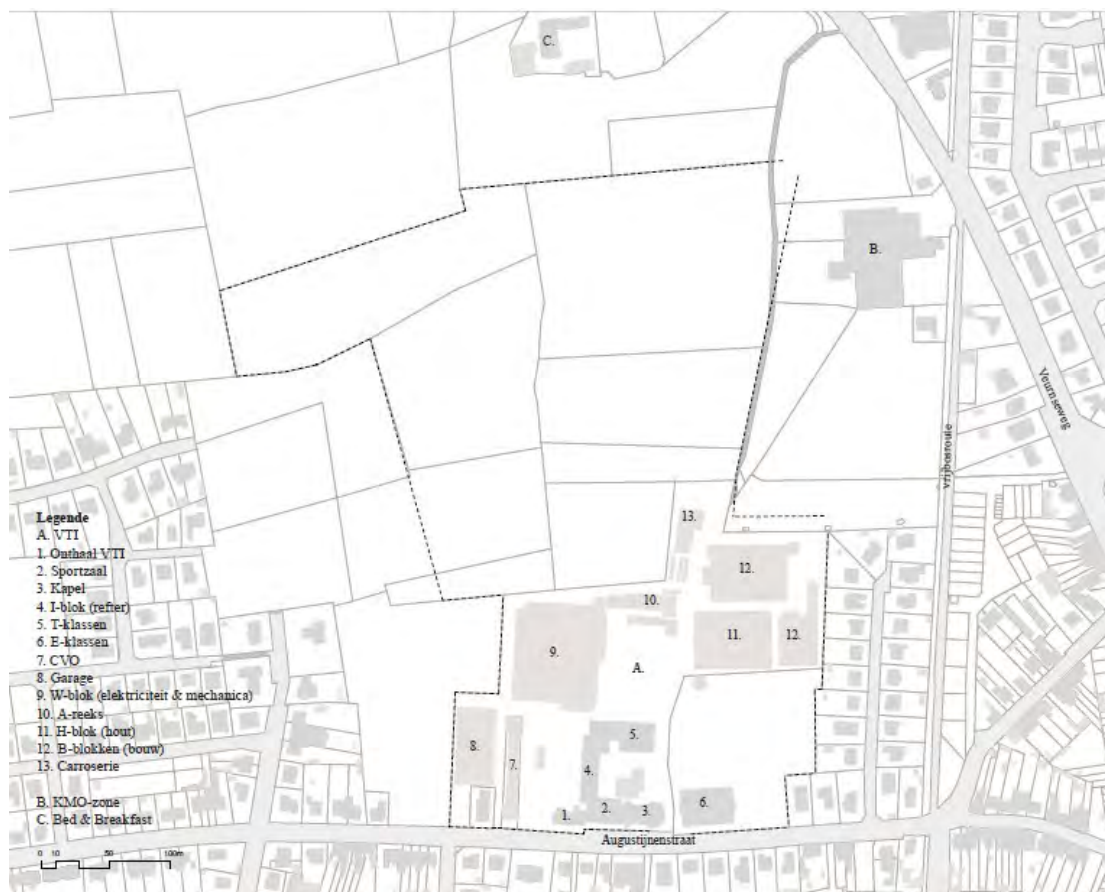 C.
B.
Veurnseweg
vrijbosroute
Legende
A. VTI
1. Onthaal VTI
2. Sportzaal
3. Kapel
4. I-blok (refter)
5. T-klassen
6. E-klassen
7. CVO
8. Garage
9. W-blok (elektriciteit & mechanica)
10. A-reeks
11. H-blok (hout)
12. B-blokken (bouw)
13. Carroserie
B. KMO-zone
C. Bed & Breakfast
0 10 50 100m
13.
12.
10.
11.
12.
9.
A.
5.
8.
7.
4.
6.
1.
2.
3.
Augustijnenstraat